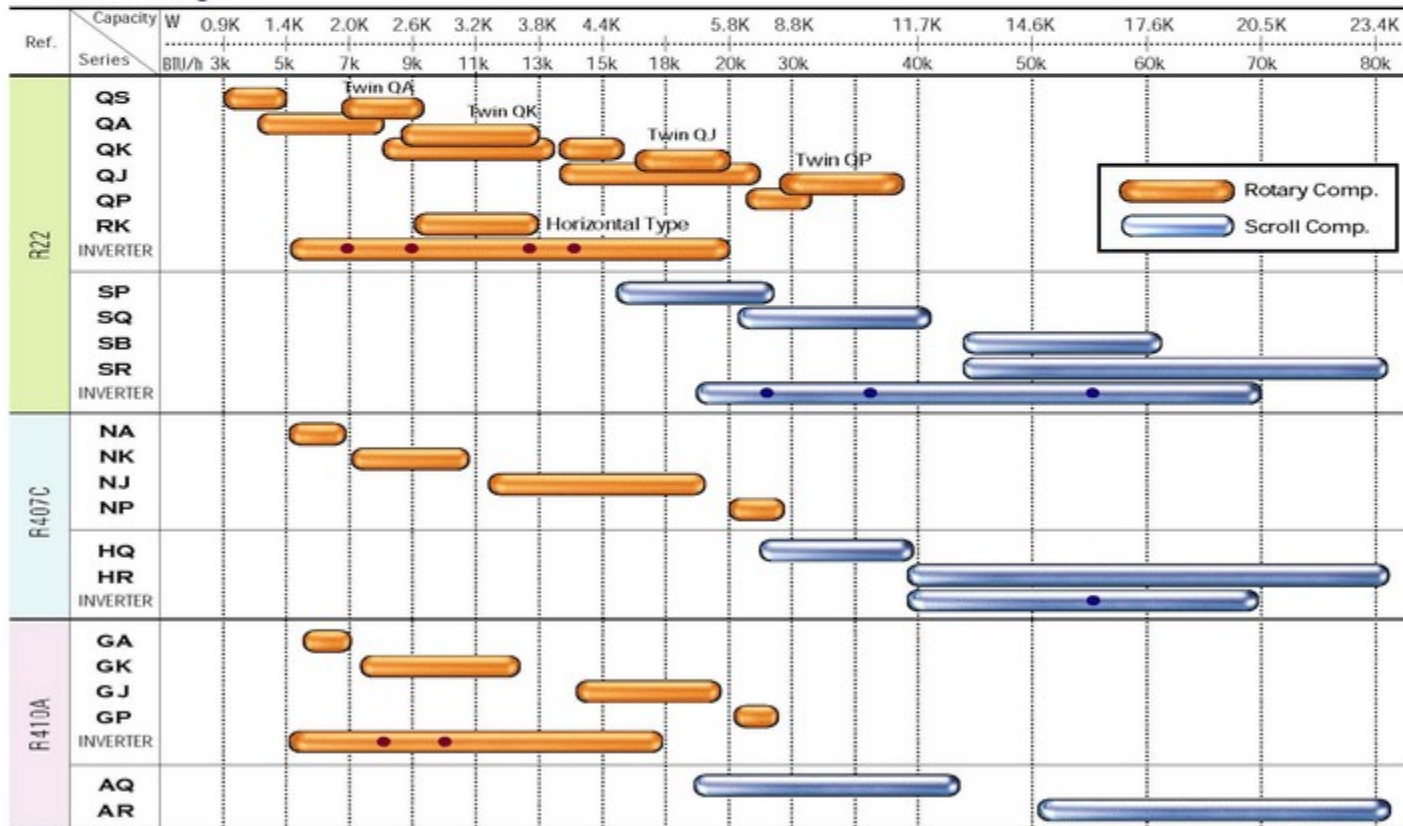 Capacity W 0.9K 1.4K 2.0K 2.6K 3.2K 3.8K 4.4K 5.8K 8.8K 11.7K 14.6K 17.6K 20.5K 23.4K
Ref.
Series BTU/h 3k 5k 7k 9k 11k 13k 15k 18k 20k 30k 40k 50k 60k 70k 80k
R22
QS Twin QA
QA Twin QK
QK Twin QJ
QJ Twin QP
QP
RK Horizontal Type
INVERTER
Rotary Comp.
Scroll Comp.
SP
SQ
SB
SR
INVERTER
R407C
NA
NK
NJ
NP
HQ
HR
INVERTER
R410A
GA
GK
GJ
GP
INVERTER
AQ
AR